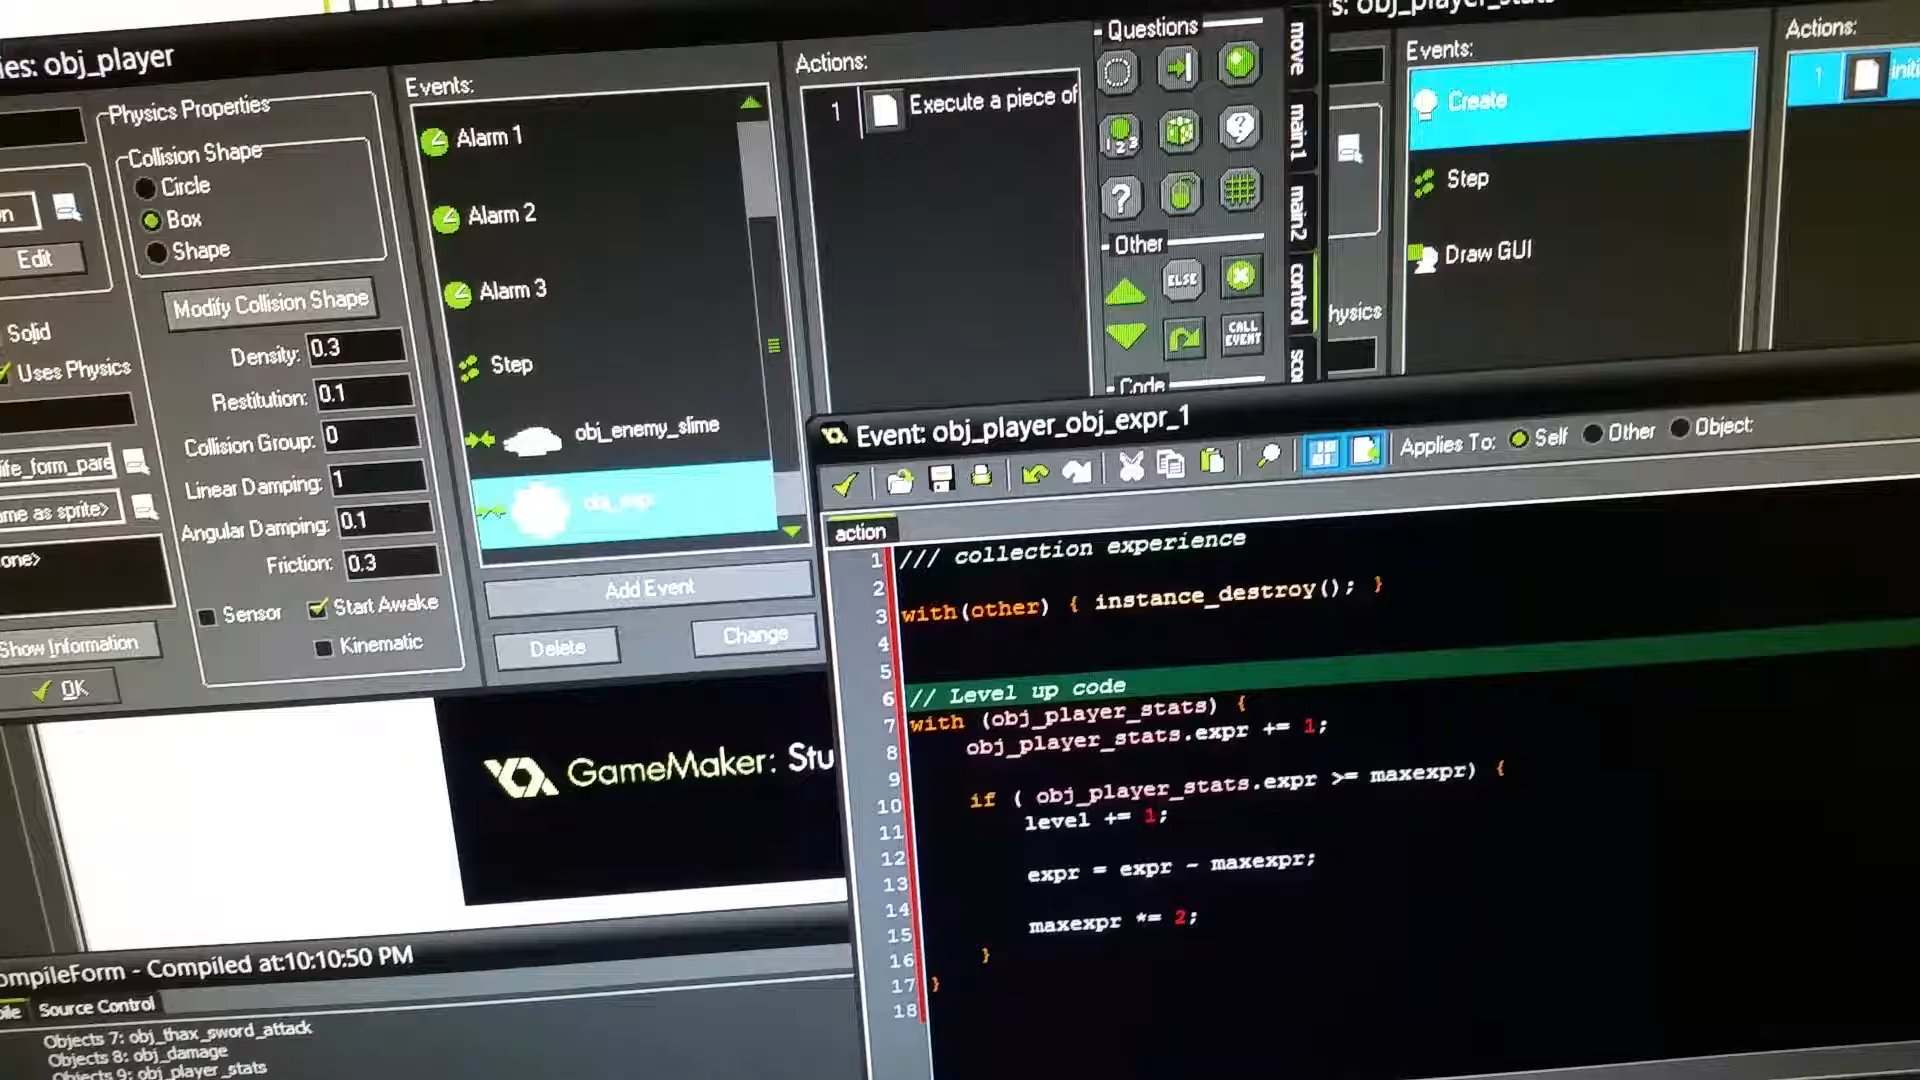 obj_player
Physics Properties
Collision Shape
Circle
Box
Shape
Edit
Modify Collision Shape
Solid
Uses Physics
Density: 0.3
Restitution: 0.1
Collision Group: 0
Linear Damping: 1
Angular Damping: 0.1
Friction: 0.3
Sensor
Start Awake
Kinematic
Show Information
OK
Events:
Alarm 1
Alarm 2
Alarm 3
Step
obj_enemy_slime
obj_expr
Add Event
Delete
Change
Actions:
1 Execute a piece of
Questions
Other
ELSE
CALL EVENT
Code
move
main1
main2
control
Events:
Create
Step
Draw GUI
Actions:
1
Event: obj_player_obj_expr_1
Applies To: Self Other Object:
action
1 /// collection experience
2
3 with(other) { instance_destroy(); }
4
5
6 // Level up code
7 with (obj_player_stats) {
8 obj_player_stats.expr += 1;
9
10 if ( obj_player_stats.expr >= maxexpr) {
11 level += 1;
12
13 expr = expr - maxexpr;
14
15 maxexpr *= 2;
16 }
17 }
18
GameMaker: Stu
ompileForm - Compiled at:10:10:50 PM
Source Control
Objects 7: obj_thax_sword_attack
Objects 8: obj_damage
Objects 9: obj_player_stats